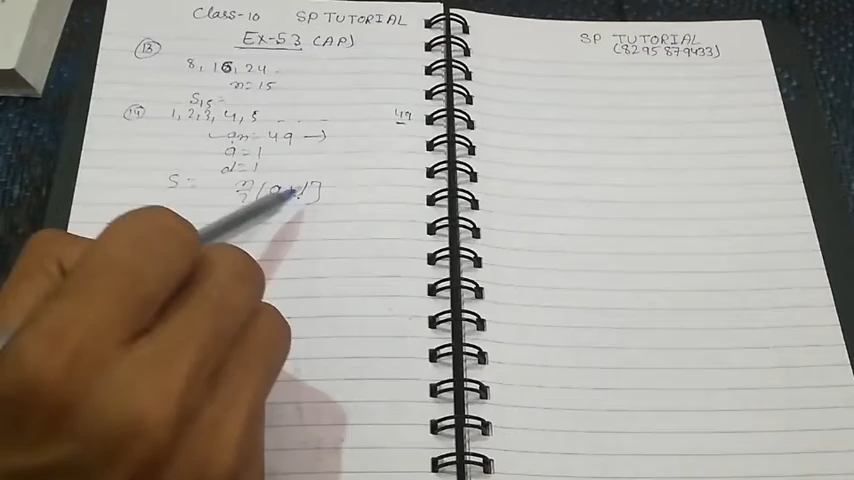 Class-10 SP TUTORIAL
Ex-5.3 (AP)
(13) 8, 16, 24 .
n=15
S15=
(14) 1, 2, 3, 4, 5 - - - - - 49
an= 49 →
a=1
d=1
S= n/2 [a+l]
SP TUTORIAL
(8295879433)